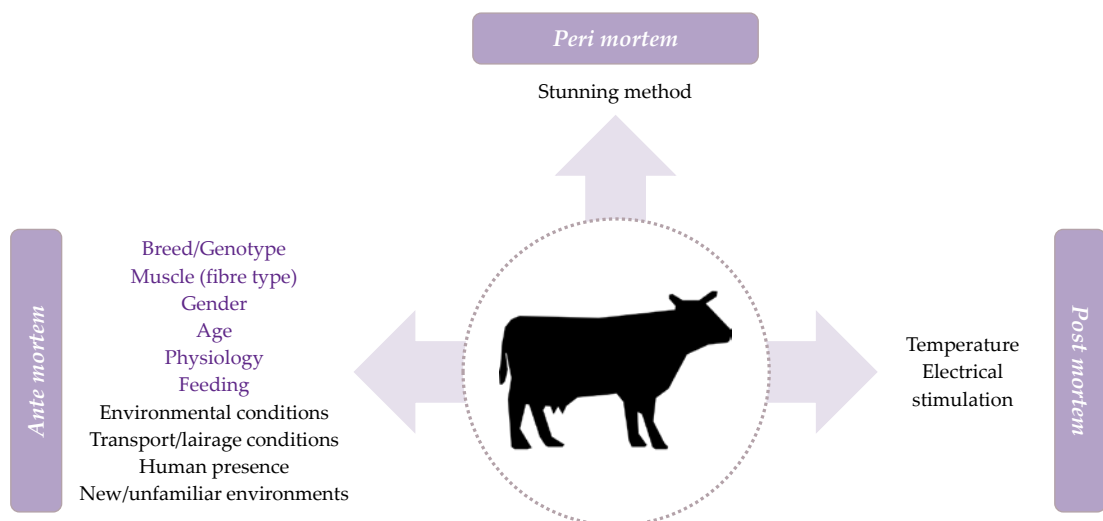 Peri mortem
Stunning method
Ante mortem
Breed/Genotype
Muscle (fibre type)
Gender
Age
Physiology
Feeding
Environmental conditions
Transport/lairage conditions
Human presence
New/unfamiliar environments
Temperature
Electrical
stimulation
Post mortem